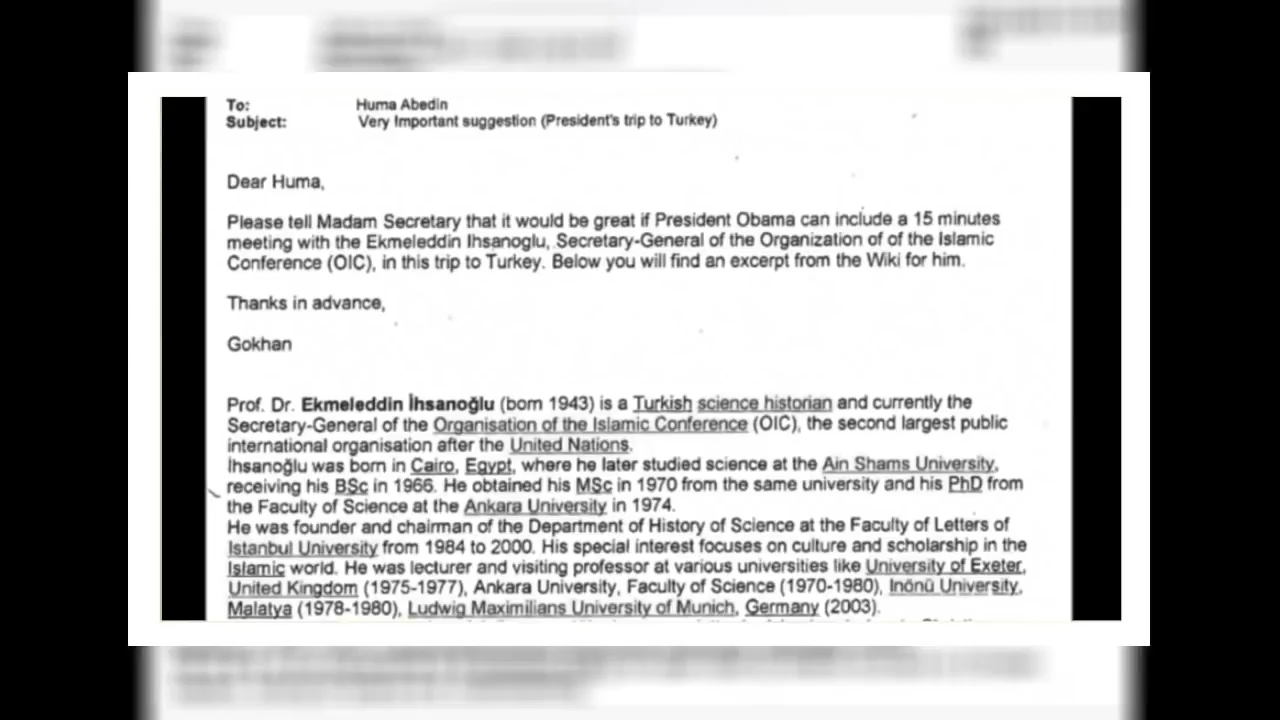 To: Huma Abedin
Subject: Very Important suggestion (President's trip to Turkey)
Dear Huma,
Please tell Madam Secretary that it would be great if President Obama can include a 15 minutes
meeting with the Ekmeleddin Ihsanoglu, Secretary-General of the Organization of of the Islamic
Conference (OIC), in this trip to Turkey. Below you will find an excerpt from the Wiki for him.
Thanks in advance,
Gokhan
Prof. Dr. Ekmeleddin İhsanoğlu (born 1943) is a Turkish science historian and currently the
Secretary-General of the Organisation of the Islamic Conference (OIC), the second largest public
international organisation after the United Nations.
İhsanoğlu was born in Cairo, Egypt, where he later studied science at the Ain Shams University,
receiving his BSc in 1966. He obtained his MSc in 1970 from the same university and his PhD from
the Faculty of Science at the Ankara University in 1974.
He was founder and chairman of the Department of History of Science at the Faculty of Letters of
Istanbul University from 1984 to 2000. His special interest focuses on culture and scholarship in the
Islamic world. He was lecturer and visiting professor at various universities like University of Exeter,
United Kingdom (1975-1977), Ankara University, Faculty of Science (1970-1980), Inönü University,
Malatya (1978-1980), Ludwig Maximilians University of Munich, Germany (2003).